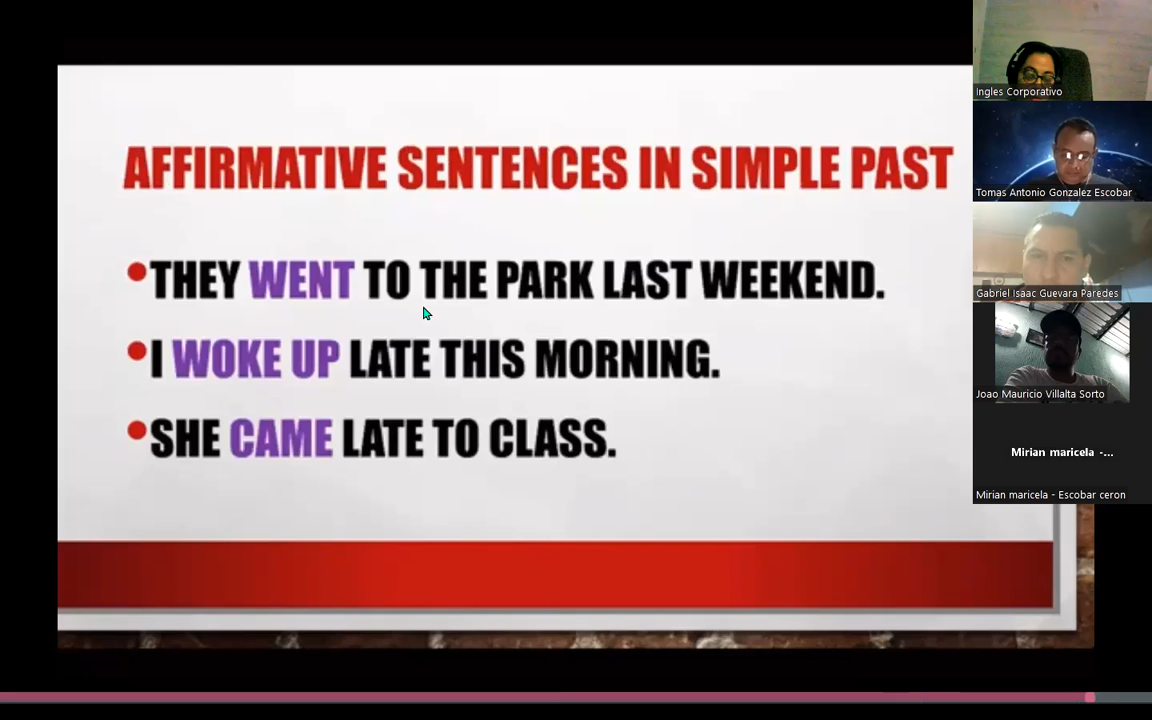 AFFIRMATIVE SENTENCES IN SIMPLE PAST
•THEY WENT TO THE PARK LAST WEEKEND.
•I WOKE UP LATE THIS MORNING.
•SHE CAME LATE TO CLASS.
Ingles Corporativo
Tomas Antonio Gonzalez Escobar
Gabriel Isaac Guevara Paredes
Joao Mauricio Villalta Sorto
Mirian maricela -...
Mirian maricela - Escobar ceron